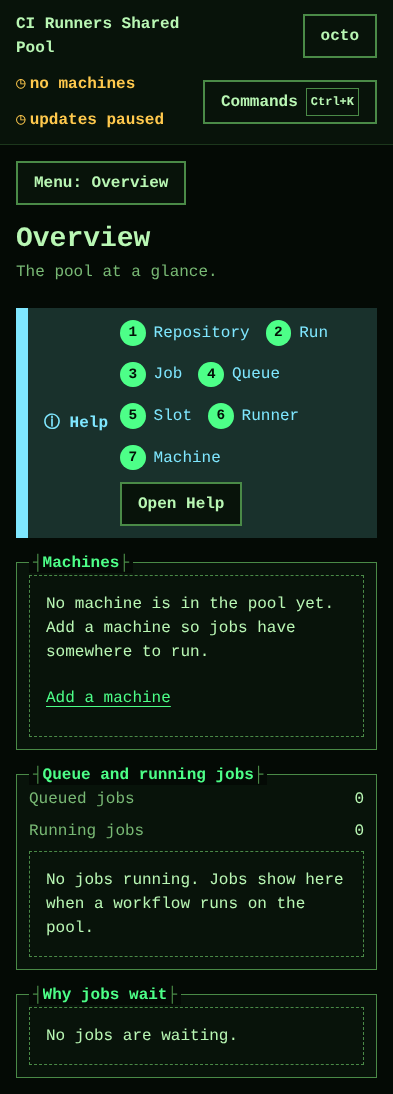 CI Runners Shared
Pool
octo
◷ no machines
Commands Ctrl+K
◷ updates paused
Menu: Overview
Overview
The pool at a glance.
ⓘ Help
1 Repository 2 Run
3 Job 4 Queue
5 Slot 6 Runner
7 Machine
Open Help
Machines
No machine is in the pool yet.
Add a machine so jobs have
somewhere to run.
Add a machine
Queue and running jobs
Queued jobs 0
Running jobs 0
No jobs running. Jobs show here
when a workflow runs on the
pool.
Why jobs wait
No jobs are waiting.